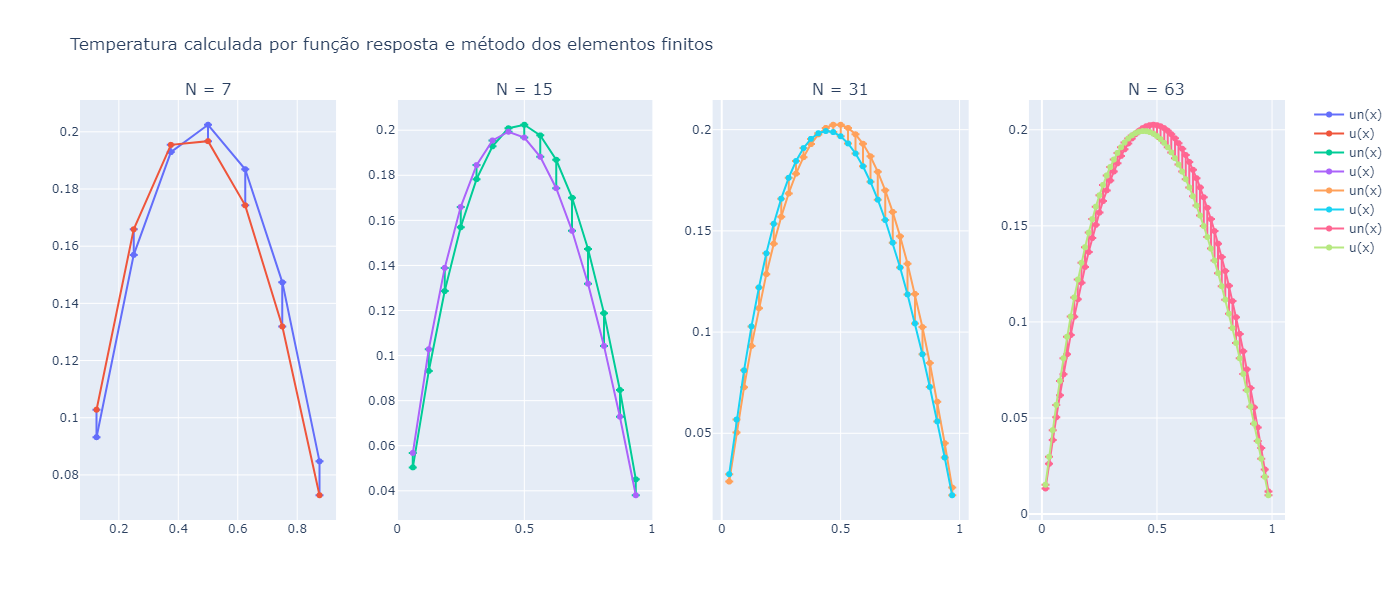 Temperatura calculada por função resposta e método dos elementos finitos
N = 7
N = 15
N = 31
N = 63
0.2
0.18
0.16
0.14
0.12
0.1
0.08
0.2 0.4 0.6 0.8
0.2
0.18
0.16
0.14
0.12
0.1
0.08
0.06
0.04
0 0.5 1
0.2
0.15
0.1
0.05
0 0.5 1
0.2
0.15
0.1
0.05
0
0 0.5 1
un(x)
u(x)
un(x)
u(x)
un(x)
u(x)
un(x)
u(x)